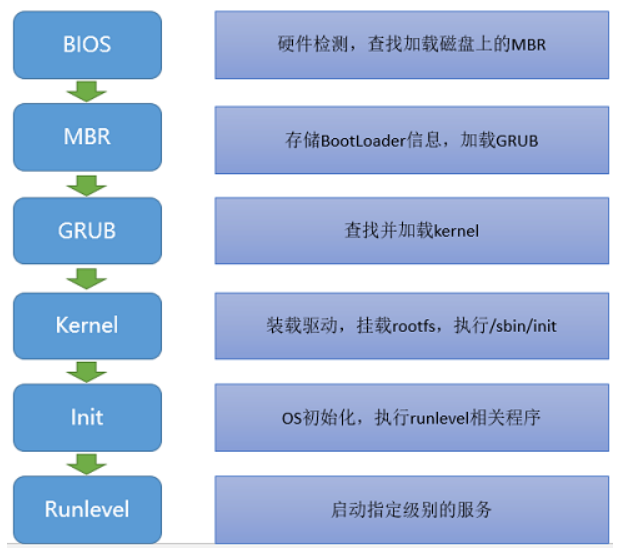 BIOS
硬件检测，查找加载磁盘上的MBR
MBR
存储BootLoader信息，加载GRUB
GRUB
查找并加载kernel
Kernel
装载驱动，挂载rootfs，执行/sbin/init
Init
OS初始化，执行runlevel相关程序
Runlevel
启动指定级别的服务